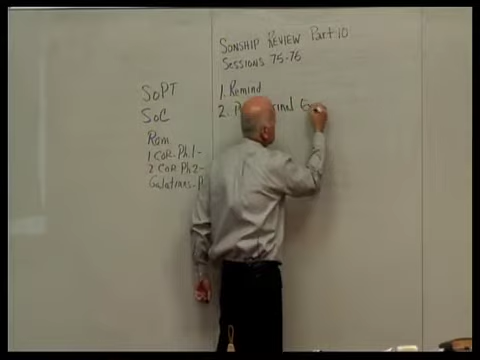 SONSHIP REVIEW Part 10
SESSIONS 75-76
1. Remind
2.
SoPT
SoC
Rom
1 COR-Ph.1-
2 COR Ph2-
Galatians-P